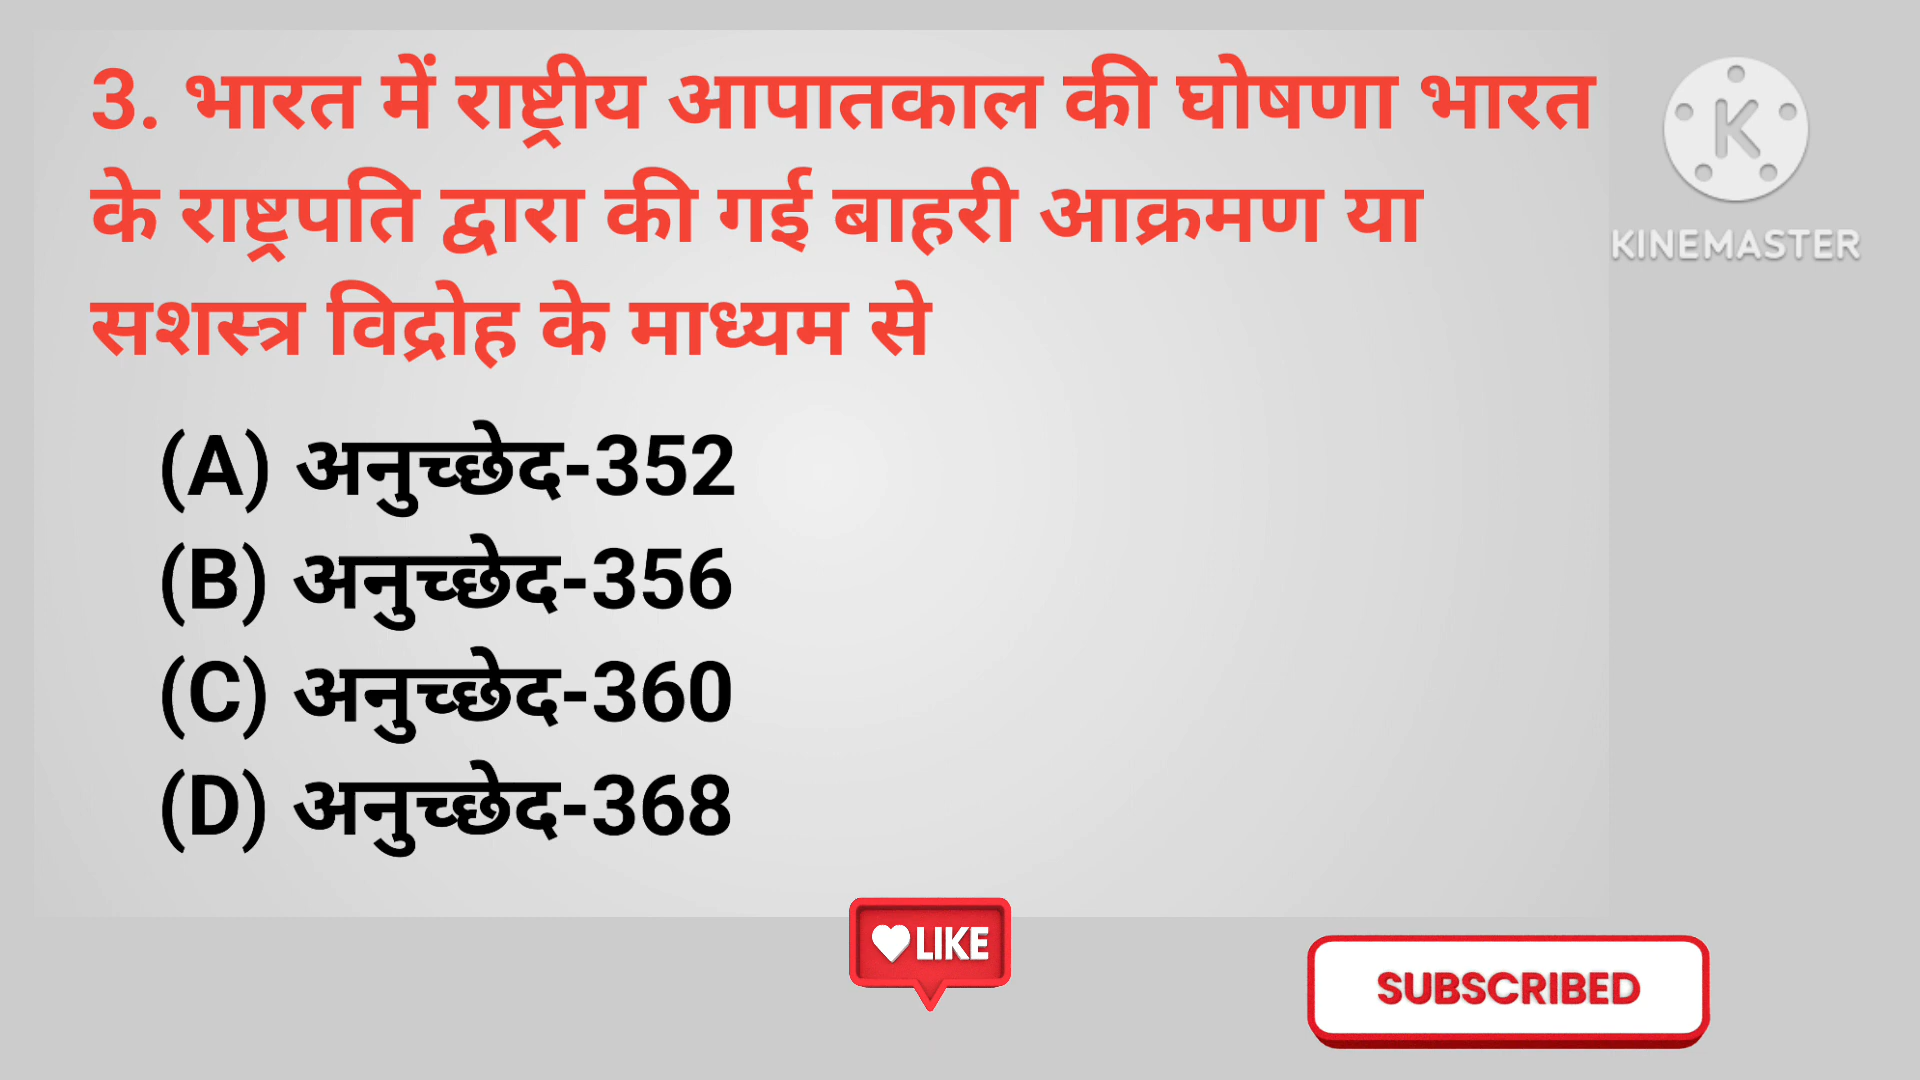 3. भारत में राष्ट्रीय आपातकाल की घोषणा भारत
के राष्ट्रपति द्वारा की गई बाहरी आक्रमण या
सशस्त्र विद्रोह के माध्यम से
(A) अनुच्छेद-352
(B) अनुच्छेद-356
(C) अनुच्छेद-360
(D) अनुच्छेद-368
K
KINEMASTER
LIKE
SUBSCRIBED